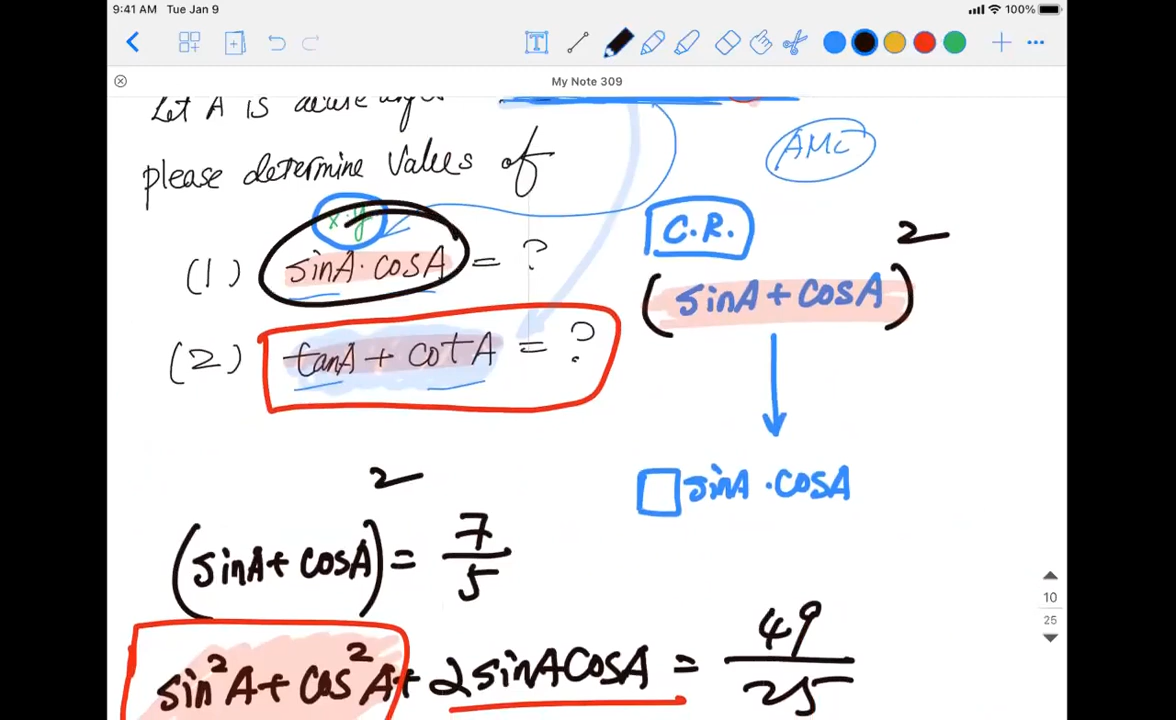 9:41 AM Tue Jan 9
100%
T
My Note 309
Let A is acute angle
please determine Values of
AMC
x·y
(1) sinA·cosA = ?
C.R.
(sinA+cosA)²
(2) tanA + cotA = ?
□sinA·cosA
(sinA+cosA)² = 7/5
10
25
sin²A+cos²A+2sinACosA = 49/25